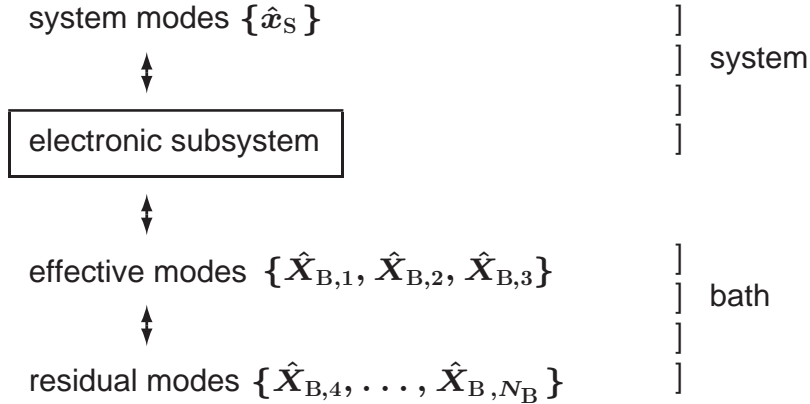 system modes {x̂_S}
]
] system
]
electronic subsystem ]
effective modes {X̂_B,1, X̂_B,2, X̂_B,3} ]
] bath
]
residual modes {X̂_B,4, . . . , X̂_B,N_B} ]